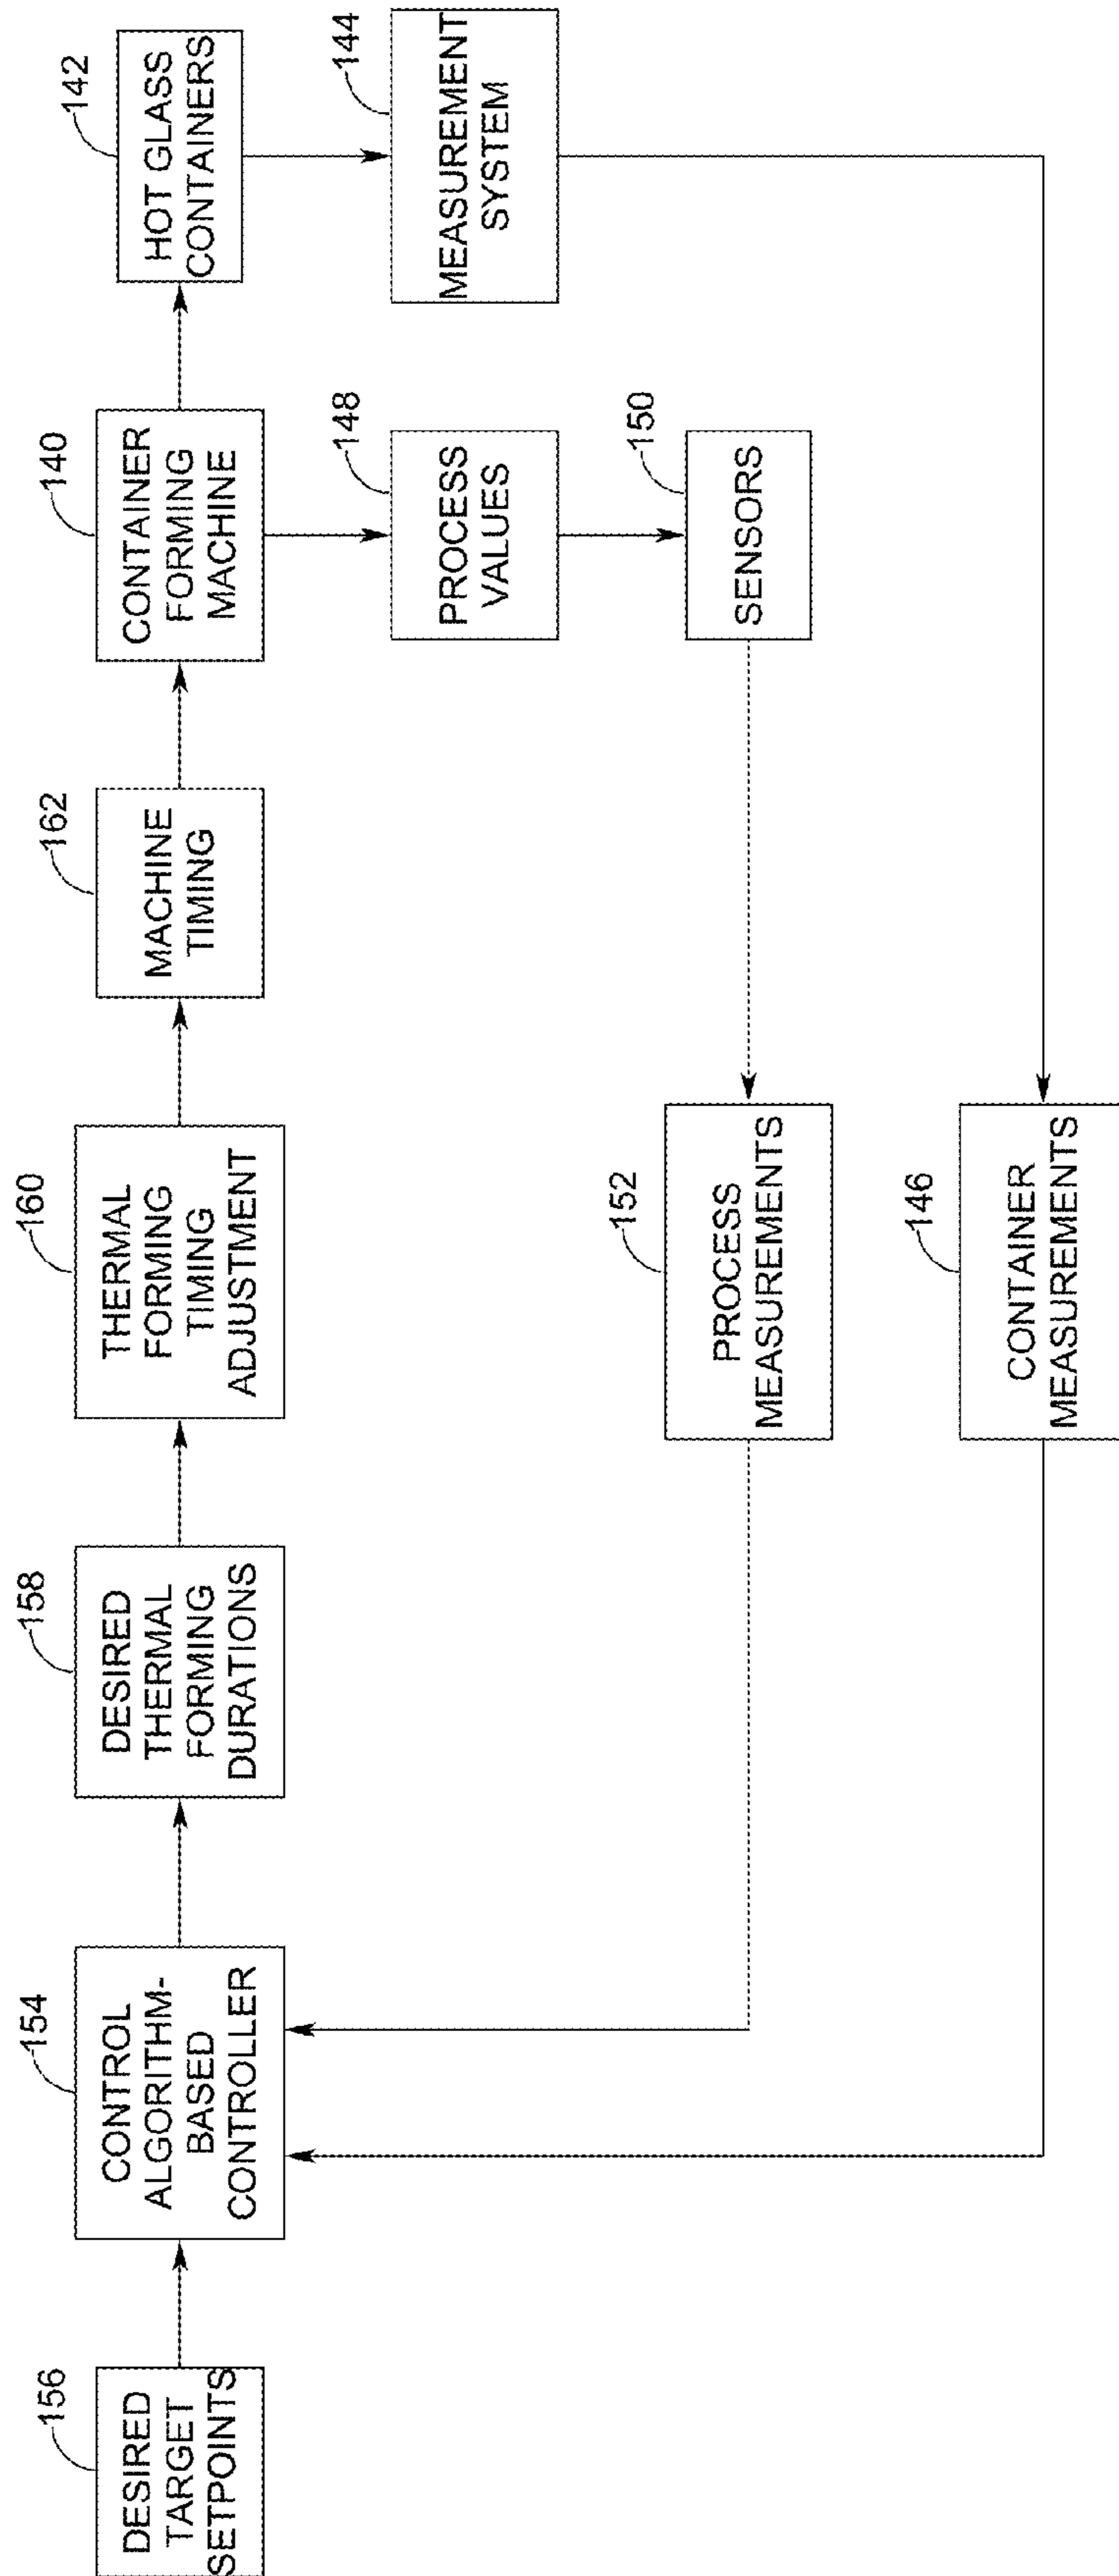 156
DESIRED
TARGET
SETPOINTS
154
CONTROL
ALGORITHM-
BASED
CONTROLLER
158
DESIRED
THERMAL
FORMING
DURATIONS
160
THERMAL
FORMING
TIMING
ADJUSTMENT
162
MACHINE
TIMING
140
CONTAINER
FORMING
MACHINE
142
HOT GLASS
CONTAINERS
144
MEASUREMENT
SYSTEM
148
PROCESS
VALUES
150
SENSORS
152
PROCESS
MEASUREMENTS
146
CONTAINER
MEASUREMENTS